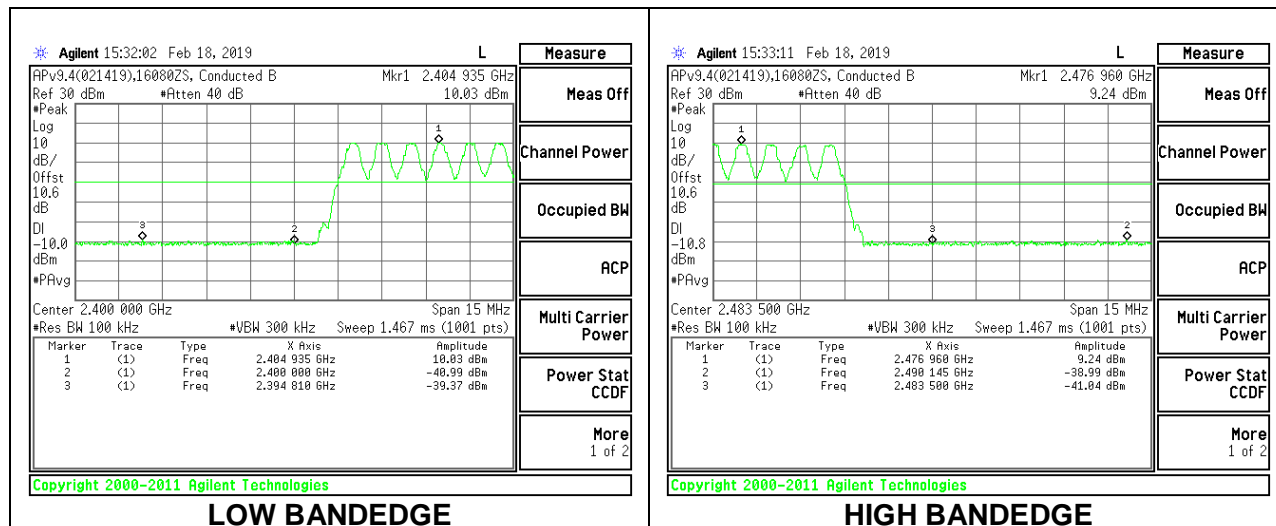 Agilent 15:32:02 Feb 18, 2019 L Measure
APv9.4(021419),16080ZS, Conducted B Mkr1 2.404 935 GHz
Ref 30 dBm #Atten 40 dB 10.03 dBm
Meas Off
#Peak
Log
10
dB/
Offst
10.6
dB
DI
-10.0
dBm
#PAvg
1
2
3
Channel Power
Occupied BW
ACP
Center 2.400 000 GHz Span 15 MHz
#Res BW 100 kHz #VBW 300 kHz Sweep 1.467 ms (1001 pts)
Multi Carrier
Power
Marker Trace Type X Axis Amplitude
1 (1) Freq 2.404 935 GHz 10.03 dBm
2 (1) Freq 2.400 000 GHz -40.99 dBm
3 (1) Freq 2.394 810 GHz -39.37 dBm
Power Stat
CCDF
More
1 of 2
Copyright 2000-2011 Agilent Technologies
LOW BANDEDGE
Agilent 15:33:11 Feb 18, 2019 L Measure
APv9.4(021419),16080ZS, Conducted B Mkr1 2.476 960 GHz
Ref 30 dBm #Atten 40 dB 9.24 dBm
Meas Off
#Peak
Log
10
dB/
Offst
10.6
dB
DI
-10.8
dBm
#PAvg
1
3
2
Channel Power
Occupied BW
ACP
Center 2.483 500 GHz Span 15 MHz
#Res BW 100 kHz #VBW 300 kHz Sweep 1.467 ms (1001 pts)
Multi Carrier
Power
Marker Trace Type X Axis Amplitude
1 (1) Freq 2.476 960 GHz 9.24 dBm
2 (1) Freq 2.490 145 GHz -38.99 dBm
3 (1) Freq 2.483 500 GHz -41.04 dBm
Power Stat
CCDF
More
1 of 2
Copyright 2000-2011 Agilent Technologies
HIGH BANDEDGE